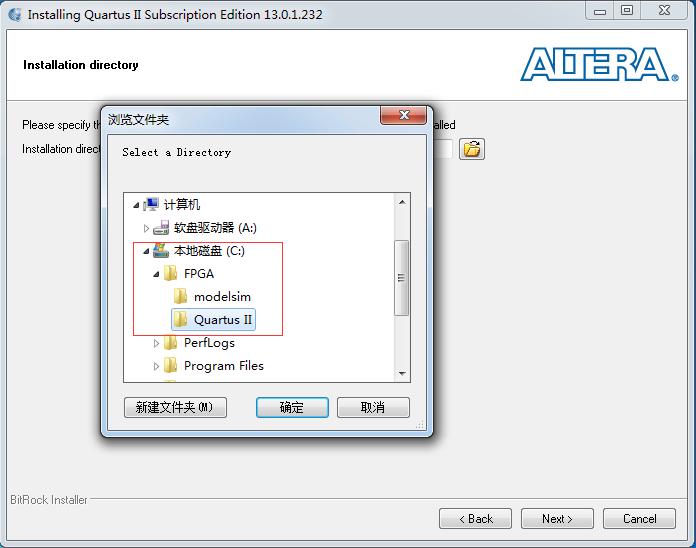 Installing Quartus II Subscription Edition 13.0.1.232
Installation directory
ALTERA®
Please specify th
alled
Installation direct
浏览文件夹
Select a Directory
计算机
软盘驱动器 (A:)
本地磁盘 (C:)
FPGA
modelsim
Quartus II
PerfLogs
Program Files
新建文件夹(M)
确定
取消
BitRock Installer
< Back
Next >
Cancel